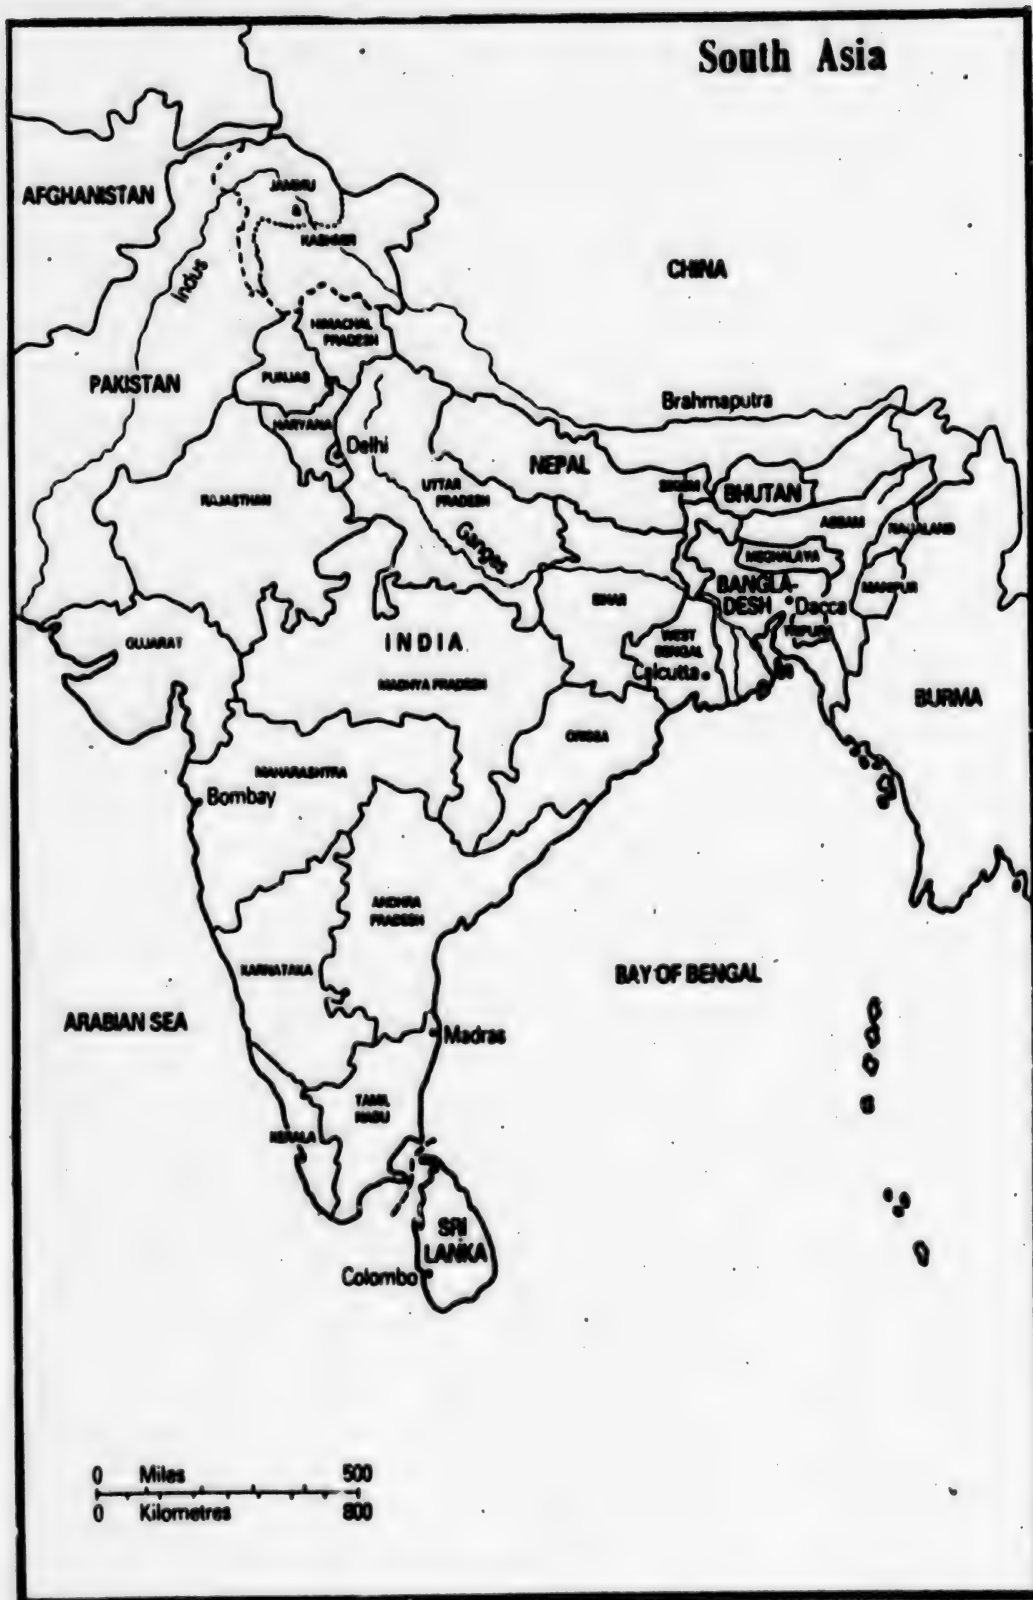 South Asia
AFGHANISTAN
JAMMU
&
KASHMIR
CHINA
Indus
HIMACHAL
PRADESH
PAKISTAN
PUNJAB
Brahmaputra
HARYANA
Delhi
NEPAL
SIKKIM
BHUTAN
RAJASTHAN
UTTAR
PRADESH
ASSAM
NAGALAND
Ganges
MEGHALAYA
BANGLA-
DESH
Dacca
MANIPUR
BIHAR
TRIPURA
GUJARAT
INDIA
WEST
BENGAL
Calcutta
MADHYA PRADESH
BURMA
ORISSA
MAHARASHTRA
Bombay
ANDHRA
PRADESH
KARNATAKA
BAY OF BENGAL
ARABIAN SEA
Madras
TAMIL
NADU
KERALA
SRI
LANKA
Colombo
0 Miles 500
0 Kilometres 800